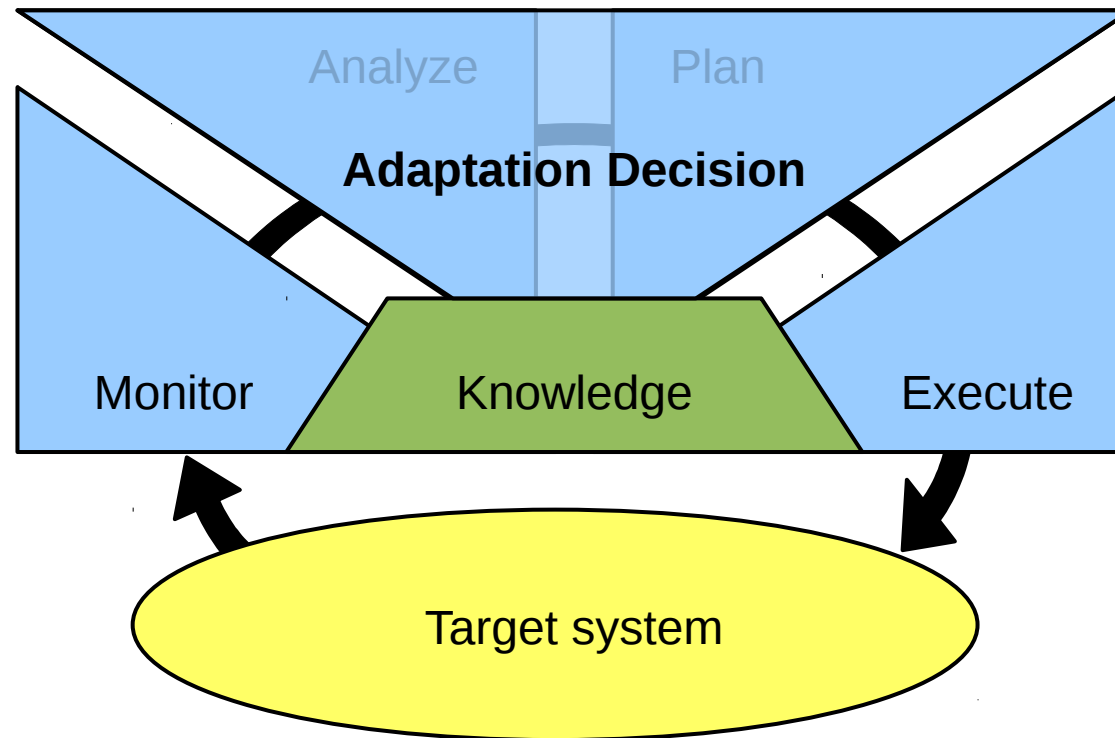 Analyze
Plan
Adaptation Decision
Monitor
Knowledge
Execute
Target system